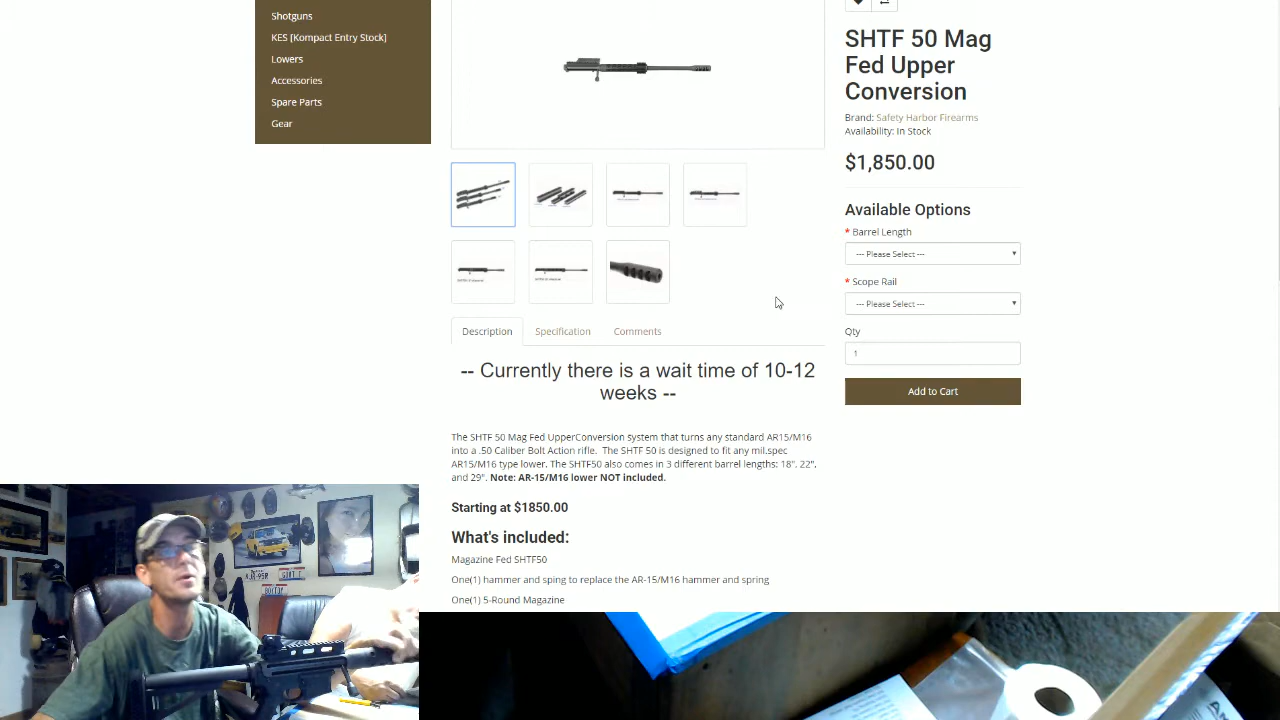 Shotguns
KES [Kompact Entry Stock]
Lowers
Accessories
Spare Parts
Gear
SHTF 50 Mag
Fed Upper
Conversion
Brand: Safety Harbor Firearms
Availability: In Stock
$1,850.00
Available Options
* Barrel Length
--- Please Select ---
* Scope Rail
--- Please Select ---
Qty
1
Add to Cart
Description
Specification
Comments
-- Currently there is a wait time of 10-12
weeks --
The SHTF 50 Mag Fed UpperConversion system that turns any standard AR15/M16
into a .50 Caliber Bolt Action rifle. The SHTF 50 is designed to fit any mil.spec
AR15/M16 type lower. The SHTF50 also comes in 3 different barrel lengths: 18". 22",
and 29". Note: AR-15/M16 lower NOT included.
Starting at $1850.00
What's included:
Magazine Fed SHTF50
One(1) hammer and sping to replace the AR-15/M16 hammer and spring
One(1) 5-Round Magazine